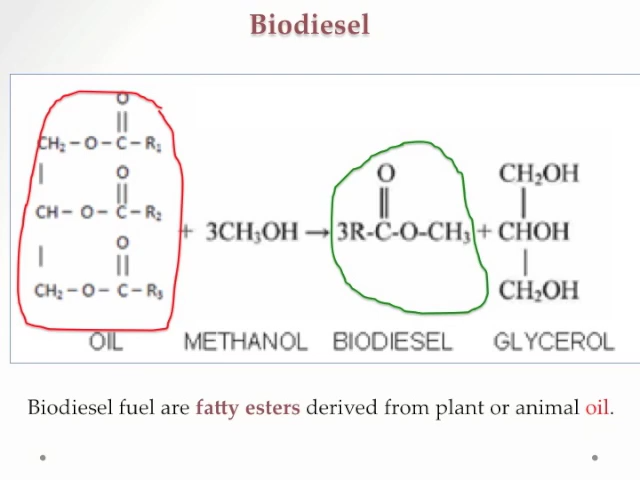 Biodiesel
O
||
CH₂ – O – C – R₁
|
O
||
CH – O – C – R₂
|
O
||
CH₂ – O – C – R₃
+ 3CH₃OH →
O
||
3R-C-O-CH₃ +
CH₂OH
|
CHOH
|
CH₂OH
OIL METHANOL BIODIESEL GLYCEROL
Biodiesel fuel are fatty esters derived from plant or animal oil.